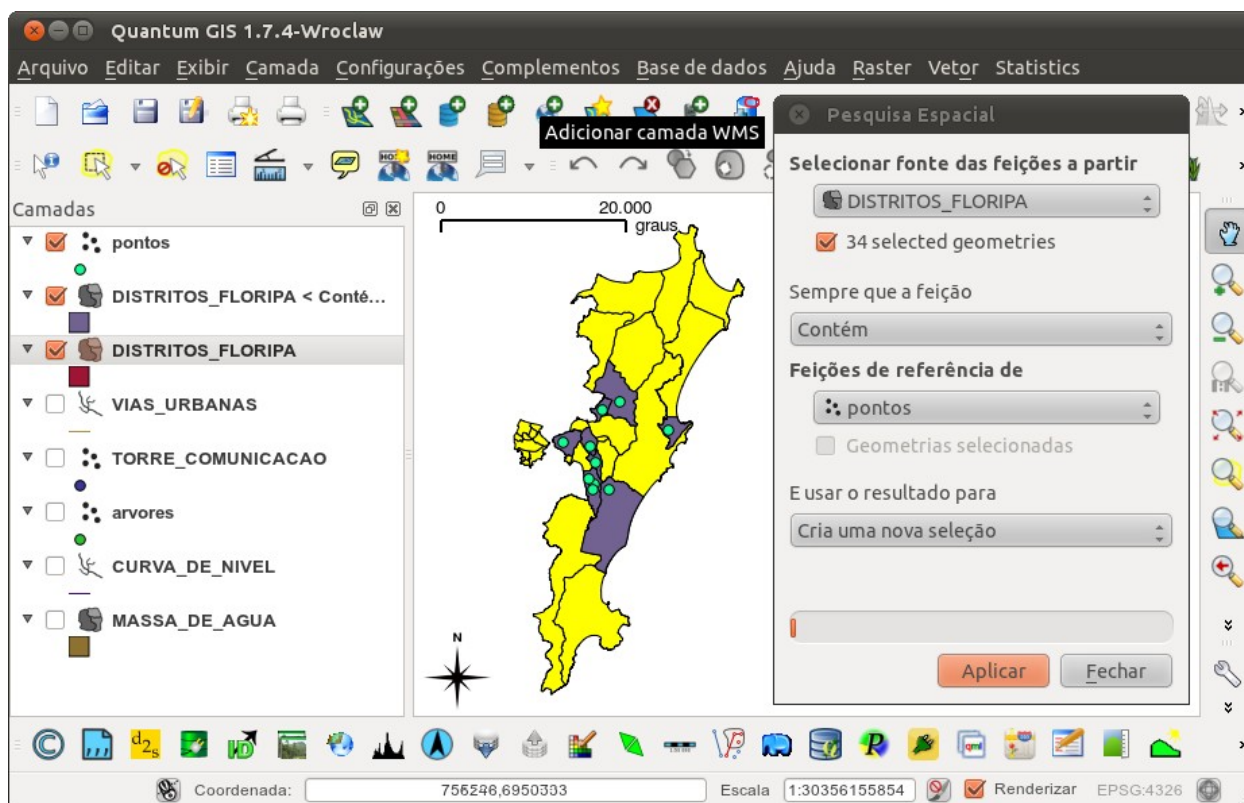 Quantum GIS 1.7.4-Wroclaw
Arquivo Editar Exibir Camada Configurações Complementos Base de dados Ajuda Raster Vetor Statistics
Adicionar camada WMS
Camadas
pontos
DISTRITOS_FLORIPA < Conté...
DISTRITOS_FLORIPA
VIAS_URBANAS
TORRE_COMUNICACAO
arvores
CURVA_DE_NIVEL
MASSA_DE_AGUA
0 20.000
graus
N
Pesquisa Espacial
Selecionar fonte das feições a partir
DISTRITOS_FLORIPA
34 selected geometries
Sempre que a feição
Contém
Feições de referência de
pontos
Geometrias selecionadas
E usar o resultado para
Cria uma nova seleção
Aplicar Fechar
Coordenada: 756248,6950333 Escala 1:30356155854 Renderizar EPSG:4326